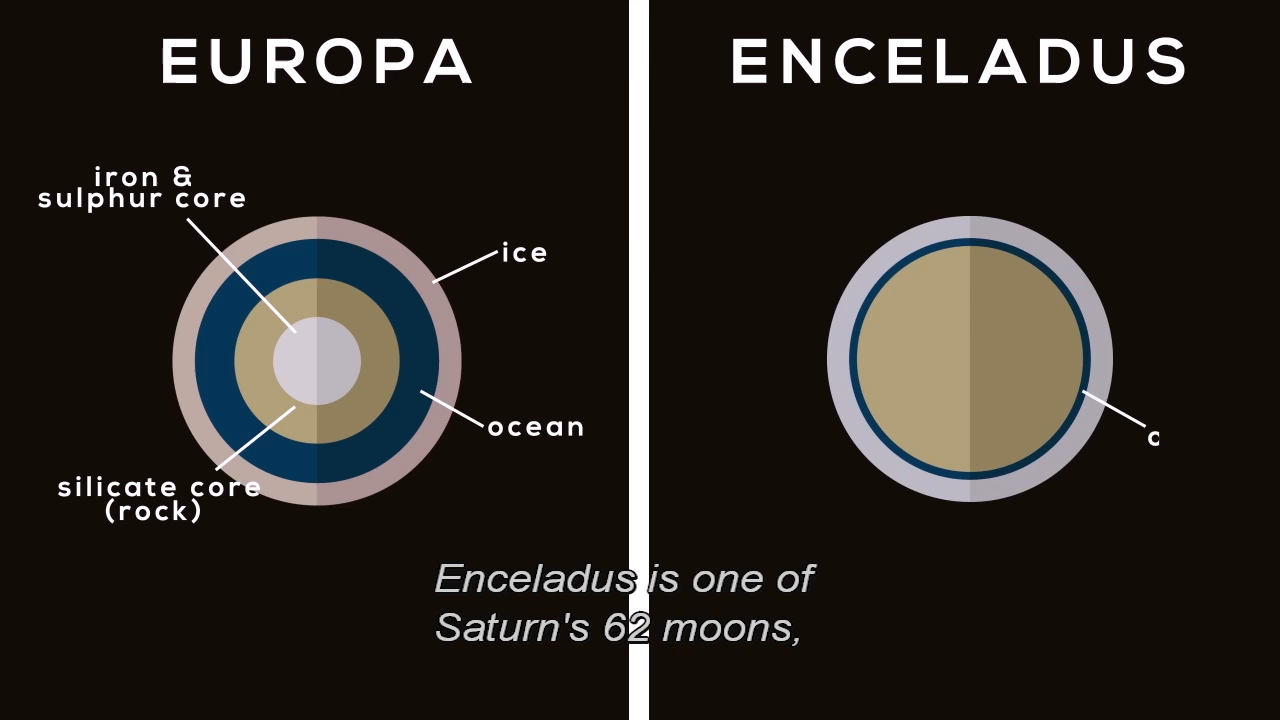 EUROPA
iron &
sulphur core
ice
ocean
silicate core
(rock)
ENCELADUS
Enceladus is one of
Saturn's 62 moons,